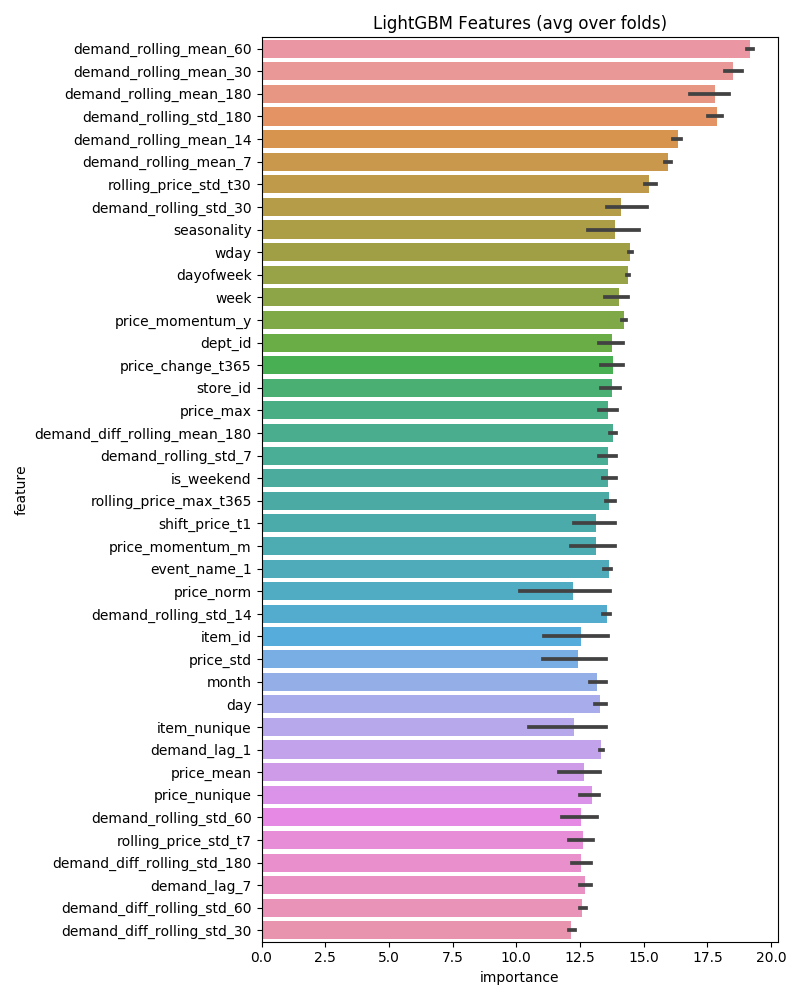 LightGBM Features (avg over folds)
demand_rolling_mean_60
demand_rolling_mean_30
demand_rolling_mean_180
demand_rolling_std_180
demand_rolling_mean_14
demand_rolling_mean_7
rolling_price_std_t30
demand_rolling_std_30
seasonality
wday
dayofweek
week
price_momentum_y
dept_id
price_change_t365
store_id
price_max
demand_diff_rolling_mean_180
demand_rolling_std_7
is_weekend
rolling_price_max_t365
shift_price_t1
price_momentum_m
event_name_1
price_norm
demand_rolling_std_14
item_id
price_std
month
day
item_nunique
demand_lag_1
price_mean
price_nunique
demand_rolling_std_60
rolling_price_std_t7
demand_diff_rolling_std_180
demand_lag_7
demand_diff_rolling_std_60
demand_diff_rolling_std_30
feature
0.0 2.5 5.0 7.5 10.0 12.5 15.0 17.5 20.0
importance